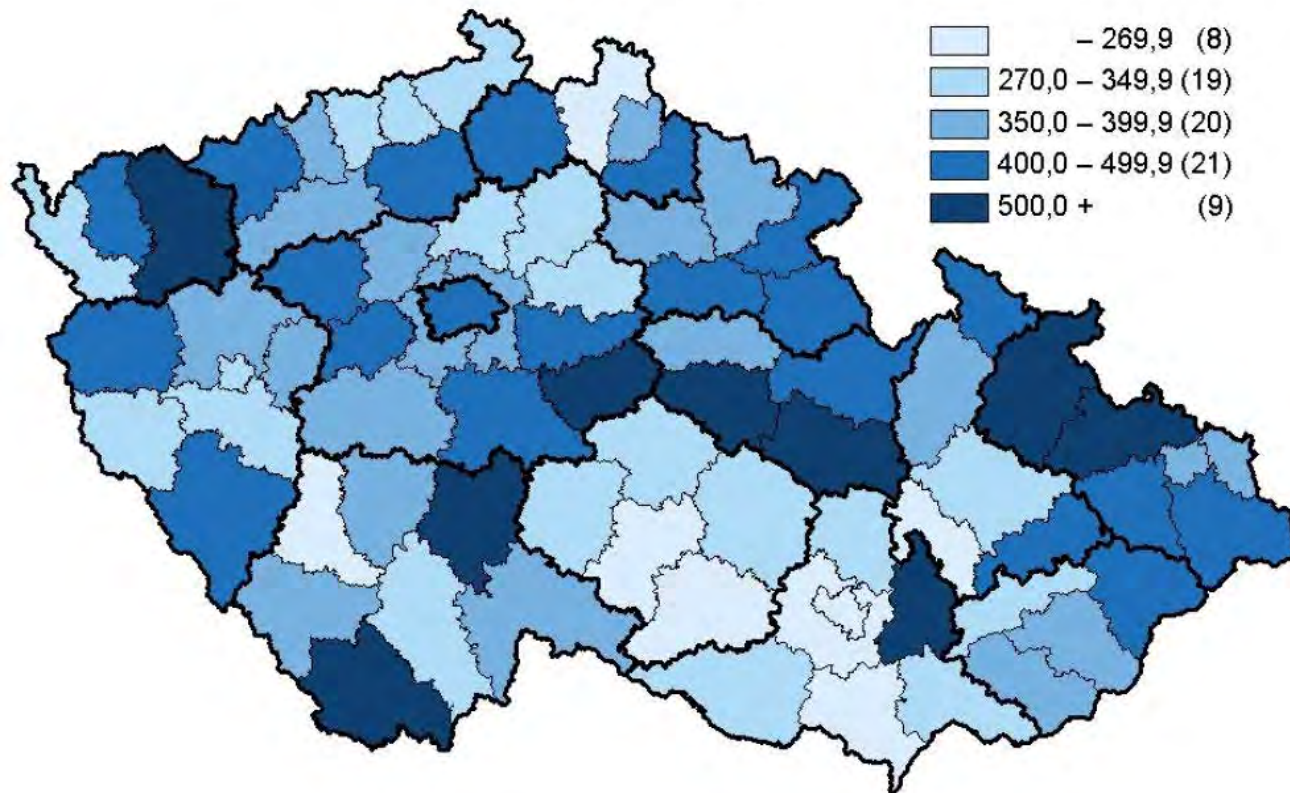 – 269,9 (8)
270,0 – 349,9 (19)
350,0 – 399,9 (20)
400,0 – 499,9 (21)
500,0 + (9)